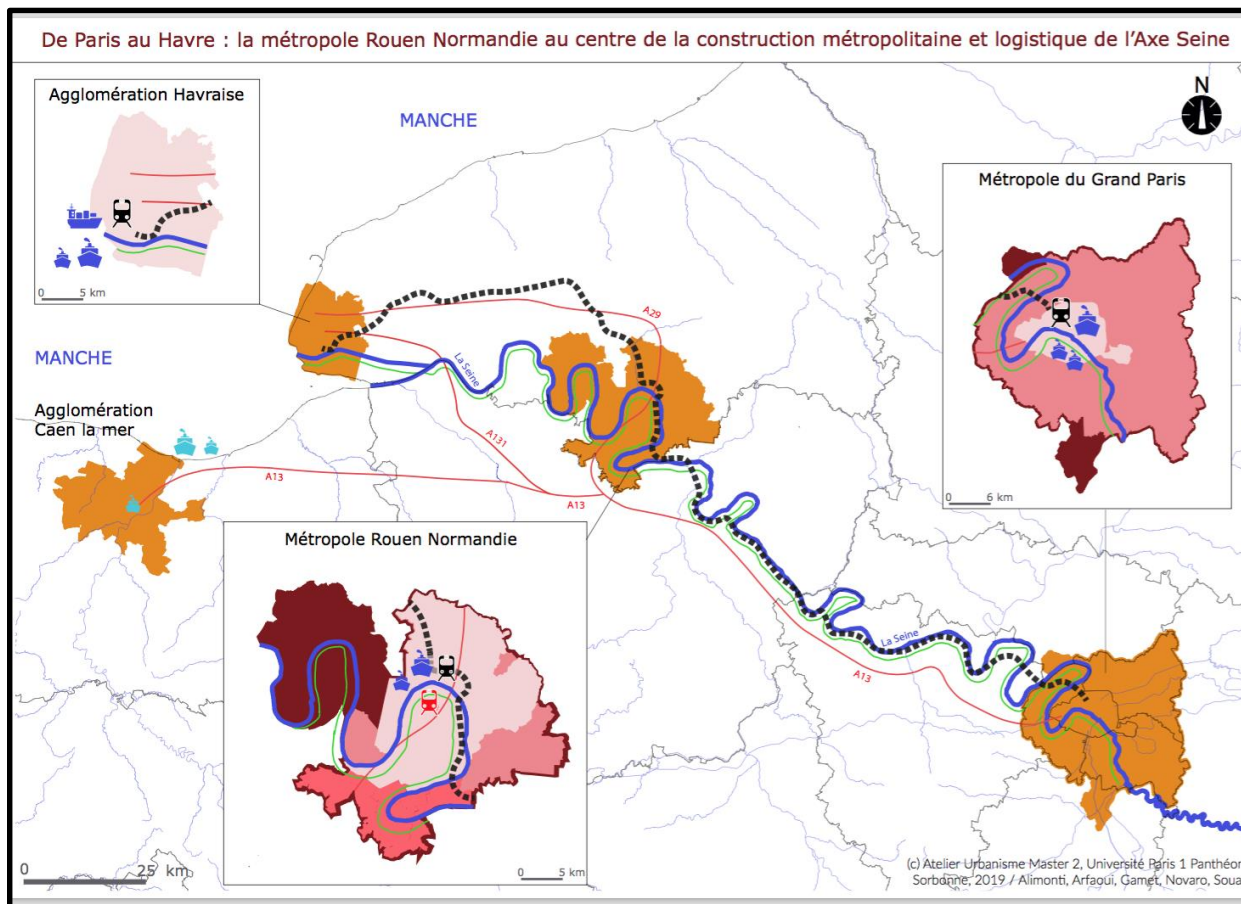 De Paris au Havre : la métropole Rouen Normandie au centre de la construction métropolitaine et logistique de l'Axe Seine
Agglomération Havraise
0 5 km
MANCHE
N
Métropole du Grand Paris
0 6 km
MANCHE
A29
La Seine
Agglomération
Caen la mer
A131
A13
A13
Métropole Rouen Normandie
0 5 km
La Seine
A13
0 25 km
(c) Atelier Urbanisme Master 2, Université Paris 1 Panthéon
Sorbonne, 2019 / Alimonti, Arfaoui, Gamet, Novaro, Soua